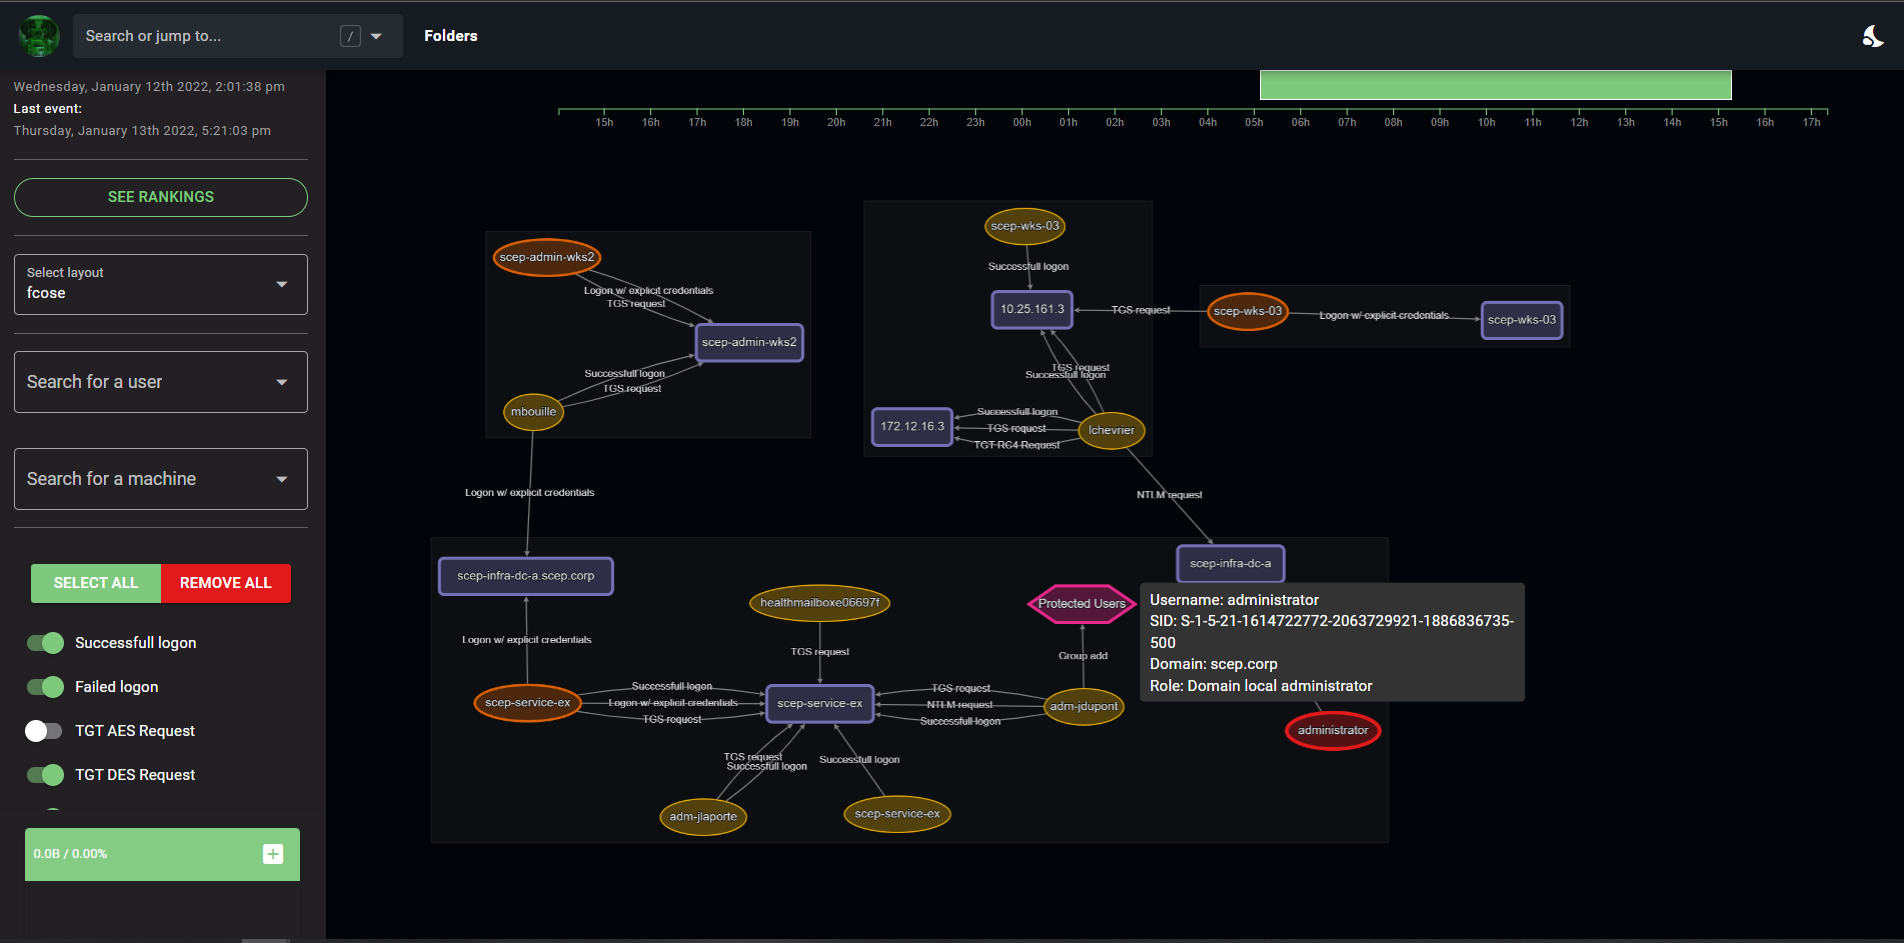 Search or jump to...
/
Folders
Wednesday, January 12th 2022, 2:01:38 pm
Last event:
Thursday, January 13th 2022, 5:21:03 pm
SEE RANKINGS
Select layout
fcose
Search for a user
Search for a machine
SELECT ALL
REMOVE ALL
Successfull logon
Failed logon
TGT AES Request
TGT DES Request
0.0B / 0.00%
15h 16h 17h 18h 19h 20h 21h 22h 23h 00h 01h 02h 03h 04h 05h 06h 07h 08h 09h 10h 11h 12h 13h 14h 15h 16h 17h
scep-admin-wks2
Logon w/ explicit credentials
TGS request
scep-admin-wks2
Successfull logon
TGS request
mbouille
Logon w/ explicit credentials
scep-wks-03
Successfull logon
10.25.161.3
TGS request
scep-wks-03
Logon w/ explicit credentials
scep-wks-03
TGS request
Successfull logon
172.12.16.3
Successfull logon
TGS request
TGT RC4 Request
lchevrier
NTLM request
scep-infra-dc-a.scep.corp
Logon w/ explicit credentials
scep-service-ex
Successfull logon
Logon w/ explicit credentials
TGS request
healthmailboxe06697f
TGS request
scep-service-ex
TGS request
NTLM request
Successfull logon
adm-jdupont
Group add
Protected Users
scep-infra-dc-a
Username: administrator
SID: S-1-5-21-1614722772-2063729921-1886836735-
500
Domain: scep.corp
Role: Domain local administrator
administrator
TGS request
Successfull logon
Successfull logon
adm-jlaporte
scep-service-ex